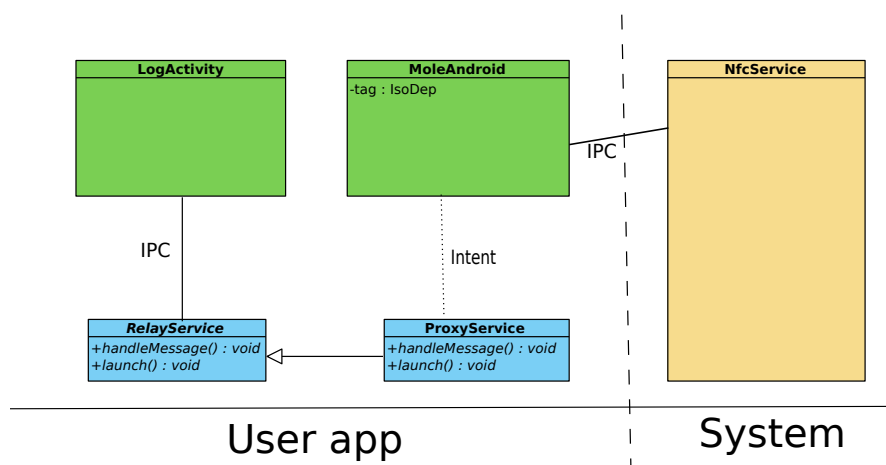 LogActivity
MoleAndroid
-tag : IsoDep
NfcService
IPC
IPC
Intent
RelayService
+handleMessage() : void
+launch() : void
ProxyService
+handleMessage() : void
+launch() : void
User app
System